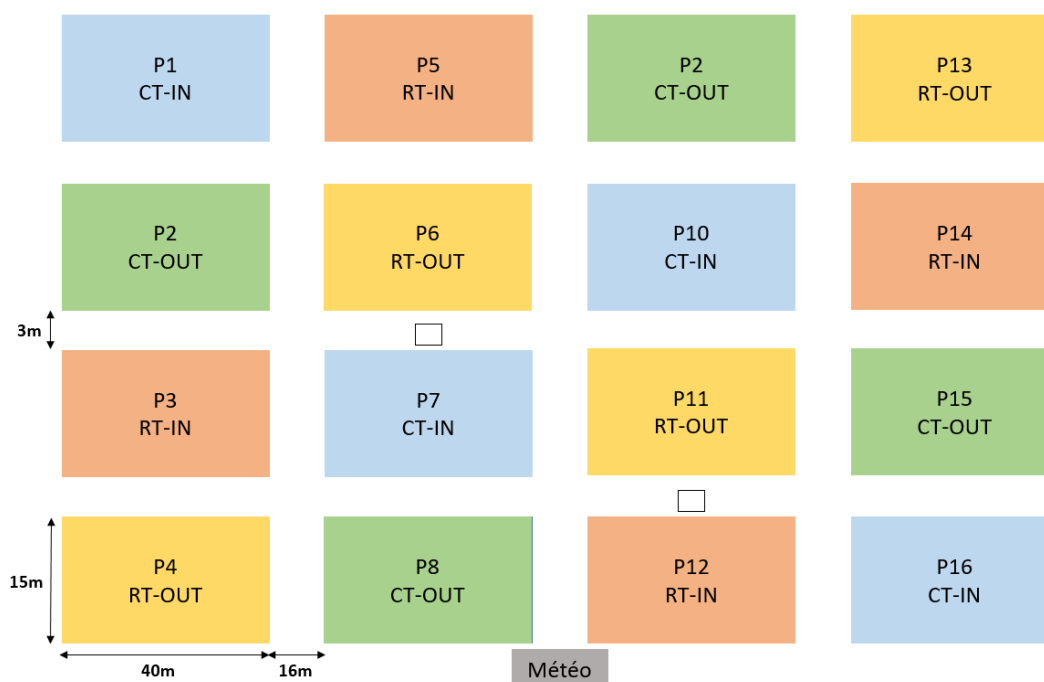 P1
CT-IN
P5
RT-IN
P2
CT-OUT
P13
RT-OUT
P2
CT-OUT
P6
RT-OUT
P10
CT-IN
P14
RT-IN
3m
P3
RT-IN
P7
CT-IN
P11
RT-OUT
P15
CT-OUT
15m
P4
RT-OUT
P8
CT-OUT
P12
RT-IN
P16
CT-IN
40m
16m
Météo